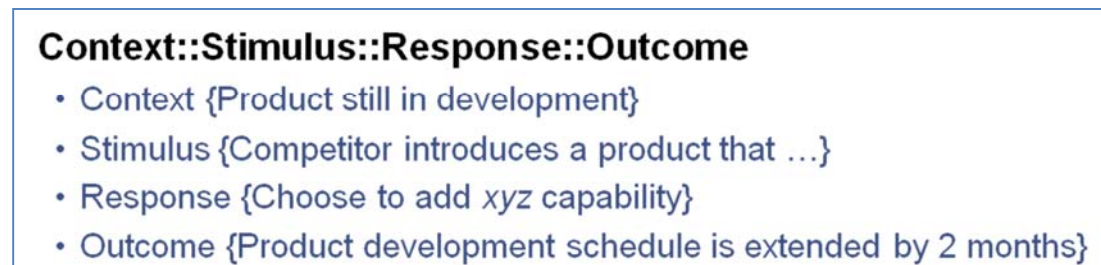 Context::Stimulus::Response::Outcome
• Context {Product still in development}
• Stimulus {Competitor introduces a product that …}
• Response {Choose to add xyz capability}
• Outcome {Product development schedule is extended by 2 months}